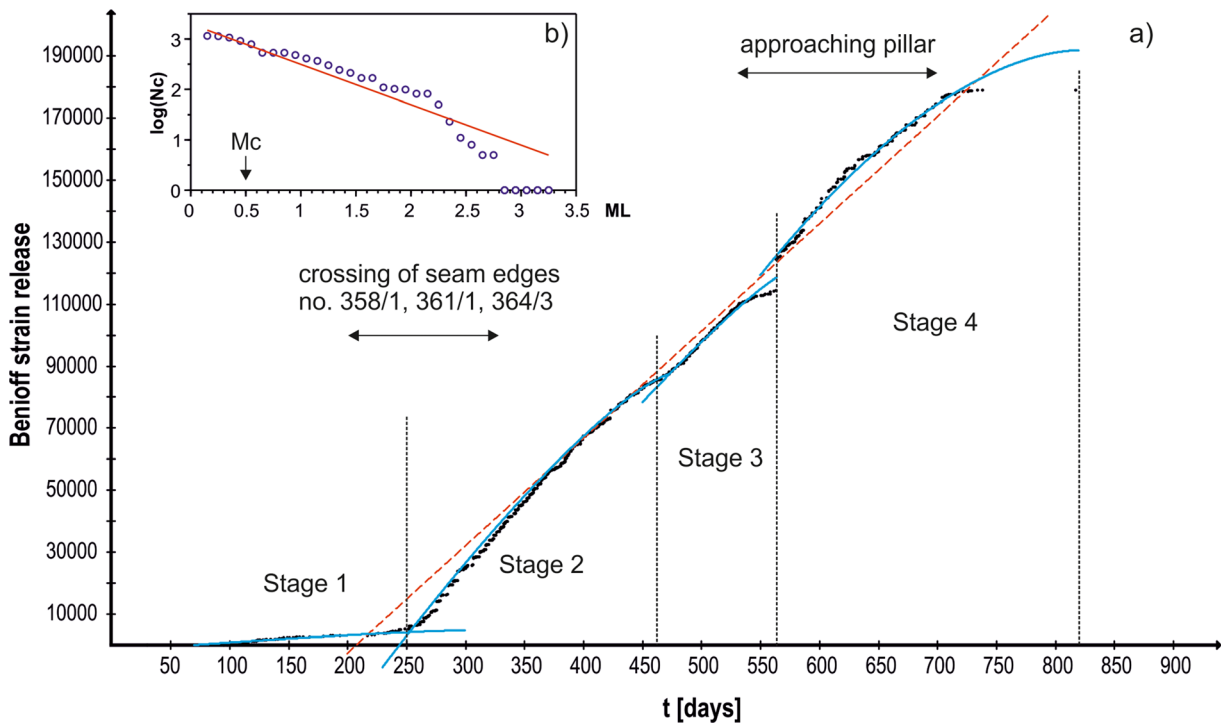 a)
b)
190000
170000
150000
130000
110000
90000
70000
50000
30000
10000
Benioff strain release
50 100 150 200 250 300 350 400 450 500 550 600 650 700 750 800 850 900
t [days]
3
2
1
0
log(Nc)
Mc
0 0.5 1 1.5 2 2.5 3 3.5 ML
approaching pillar
crossing of seam edges
no. 358/1, 361/1, 364/3
Stage 1
Stage 2
Stage 3
Stage 4